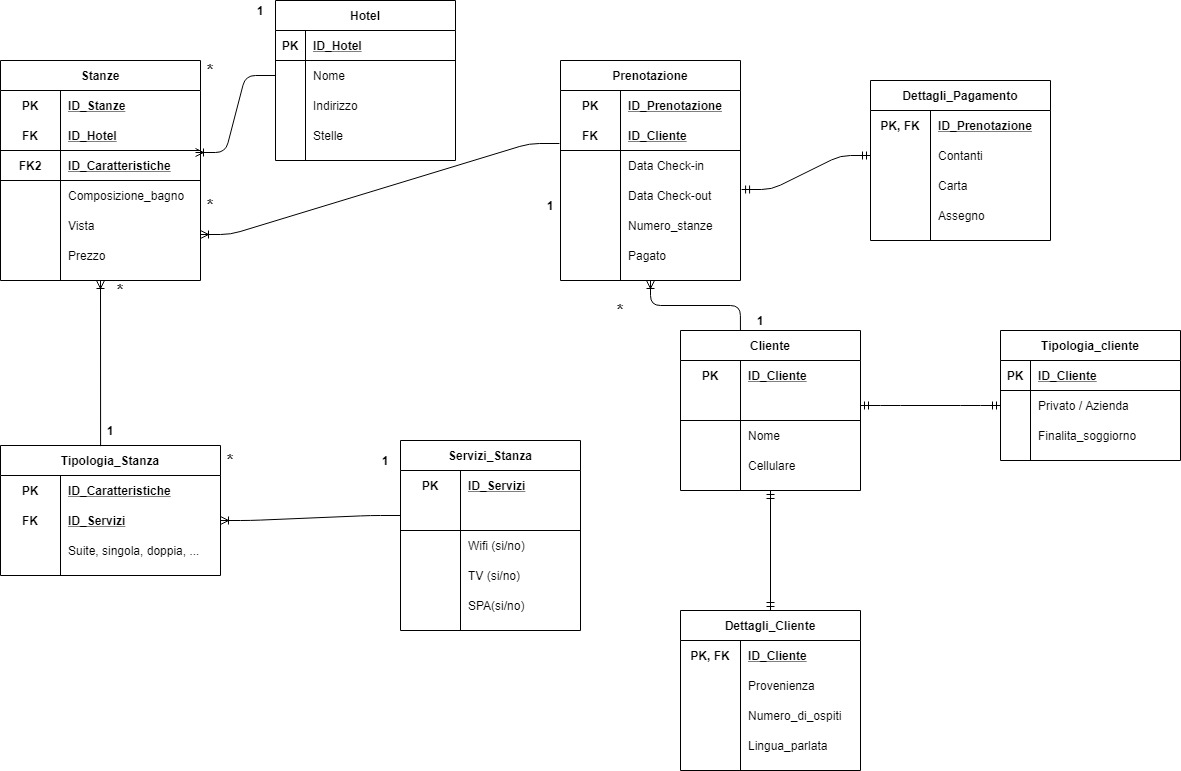 1
Hotel
PK ID_Hotel
Nome
Indirizzo
Stelle
*
Stanze
PK ID_Stanze
FK ID_Hotel
FK2 ID_Caratteristiche
Composizione_bagno
Vista
Prezzo
*
*
Prenotazione
PK ID_Prenotazione
FK ID_Cliente
Data Check-in
Data Check-out
Numero_stanze
Pagato
1
*
Dettagli_Pagamento
PK, FK ID_Prenotazione
Contanti
Carta
Assegno
1
Cliente
PK ID_Cliente
Nome
Cellulare
Tipologia_cliente
PK ID_Cliente
Privato / Azienda
Finalita_soggiorno
1
Tipologia_Stanza
PK ID_Caratteristiche
FK ID_Servizi
Suite, singola, doppia, ...
*
1
Servizi_Stanza
PK ID_Servizi
Wifi (si/no)
TV (si/no)
SPA(si/no)
Dettagli_Cliente
PK, FK ID_Cliente
Provenienza
Numero_di_ospiti
Lingua_parlata